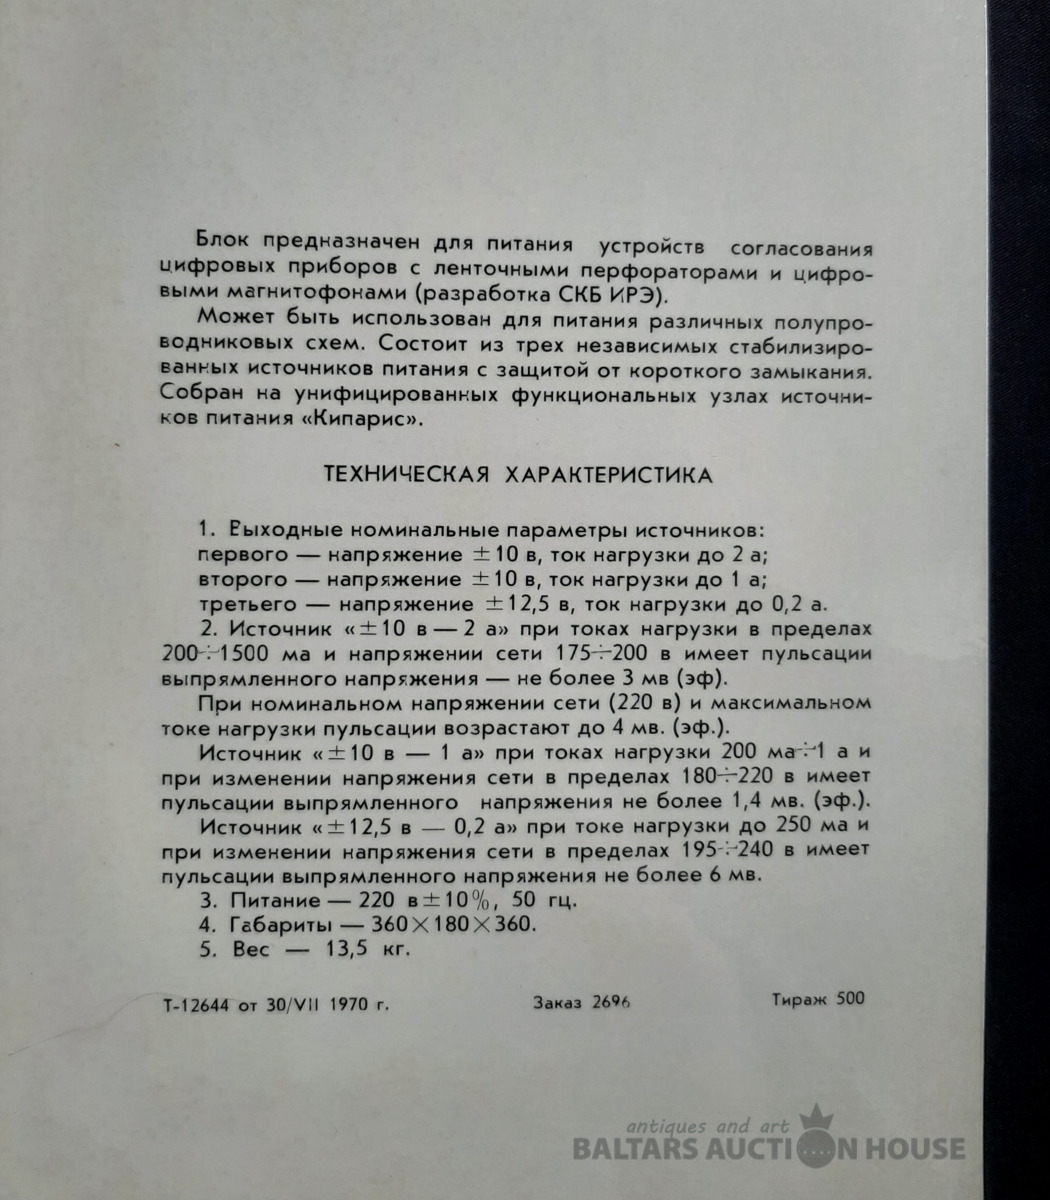 Блок предназначен для питания устройств согласования
цифровых приборов с ленточными перфораторами и цифро-
выми магнитофонами (разработка СКБ ИРЭ).
Может быть использован для питания различных полупро-
водниковых схем. Состоит из трех независимых стабилизиро-
ванных источников питания с защитой от короткого замыкания.
Собран на унифицированных функциональных узлах источни-
ков питания «Кипарис».
ТЕХНИЧЕСКАЯ ХАРАКТЕРИСТИКА
1. Еыходные номинальные параметры источников:
первого — напряжение ±10 в, ток нагрузки до 2 а;
второго — напряжение ±10 в, ток нагрузки до 1 а;
третьего — напряжение ±12,5 в, ток нагрузки до 0,2 а.
2. Источник «±10 в — 2 а» при токах нагрузки в пределах
200÷1500 ма и напряжении сети 175÷200 в имеет пульсации
выпрямленного напряжения — не более 3 мв (эф).
При номинальном напряжении сети (220 в) и максимальном
токе нагрузки пульсации возрастают до 4 мв. (эф.).
Источник «±10 в — 1 а» при токах нагрузки 200 ма÷1 а и
при изменении напряжения сети в пределах 180÷220 в имеет
пульсации выпрямленного напряжения не более 1,4 мв. (эф.).
Источник «±12,5 в — 0,2 а» при токе нагрузки до 250 ма и
при изменении напряжения сети в пределах 195÷240 в имеет
пульсации выпрямленного напряжения не более 6 мв.
3. Питание — 220 в±10%, 50 гц.
4. Габариты — 360×180×360.
5. Вес — 13,5 кг.
Т-12644 от 30/VII 1970 г. Заказ 2696 Тираж 500
antiques and art
BALTARS AUCTION HOUSE